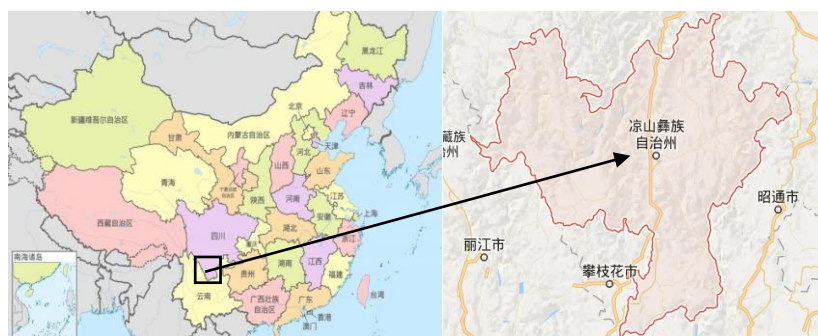 黑龙江
吉林
辽宁
北京
新疆维吾尔自治区
内蒙古自治区
甘肃
天津
河北
山西
山东
宁夏回族
自治区
青海
陕西
河南
江苏
安徽
上海
西藏自治区
四川
湖北
重庆
浙江
南海诸岛
湖南
江西
贵州
福建
云南
广西壮族
自治区
广东
台湾
香港
澳门
凉山彝族
自治州
藏族
州
昭通市
丽江市
攀枝花市